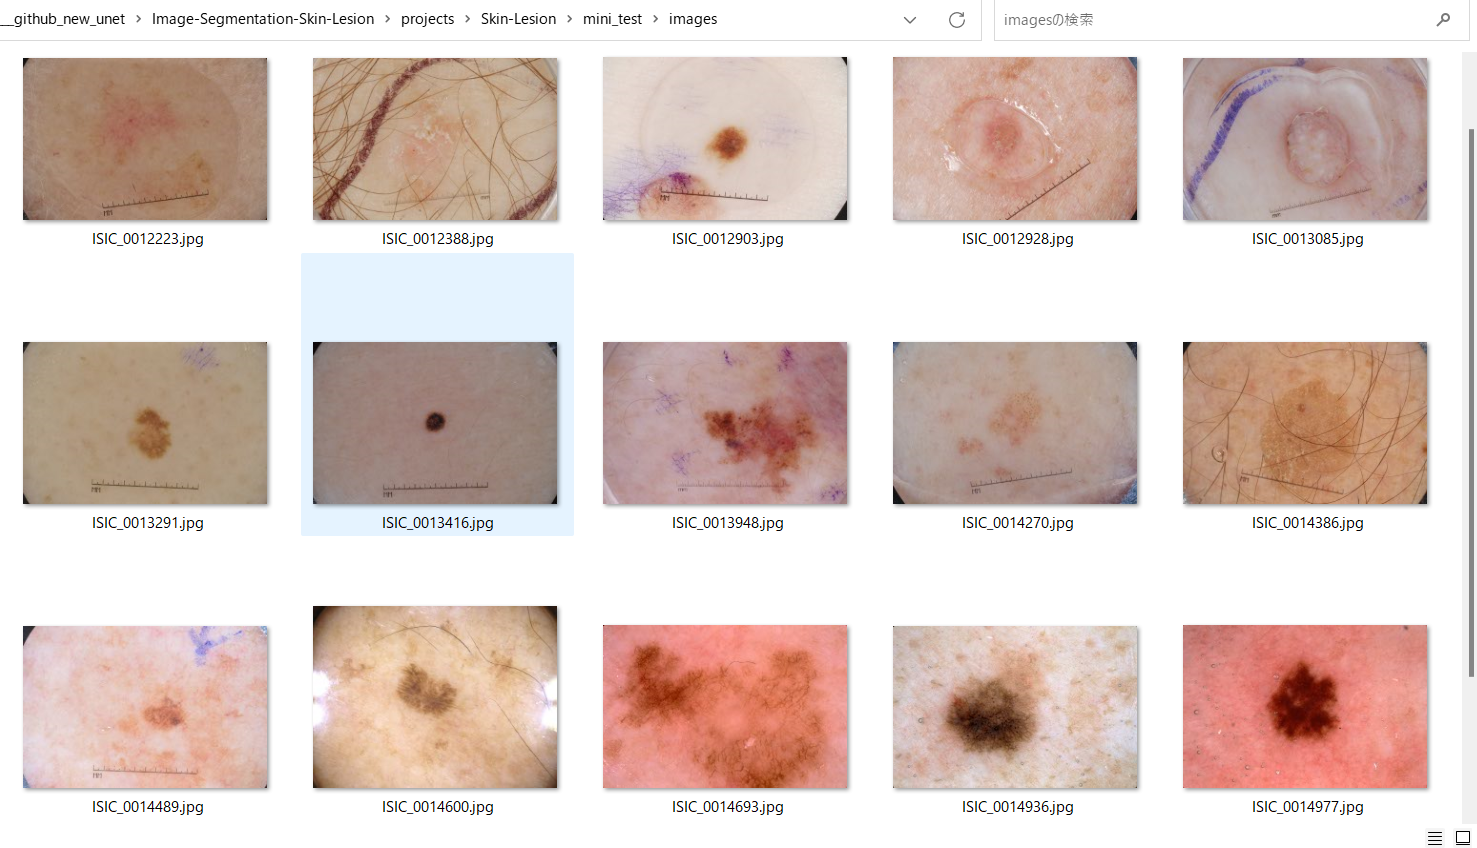 __github_new_unet > Image-Segmentation-Skin-Lesion > projects > Skin-Lesion > mini_test > images
imagesの検索
ISIC_0012223.jpg
ISIC_0012388.jpg
ISIC_0012903.jpg
ISIC_0012928.jpg
ISIC_0013085.jpg
ISIC_0013291.jpg
ISIC_0013416.jpg
ISIC_0013948.jpg
ISIC_0014270.jpg
ISIC_0014386.jpg
ISIC_0014489.jpg
ISIC_0014600.jpg
ISIC_0014693.jpg
ISIC_0014936.jpg
ISIC_0014977.jpg